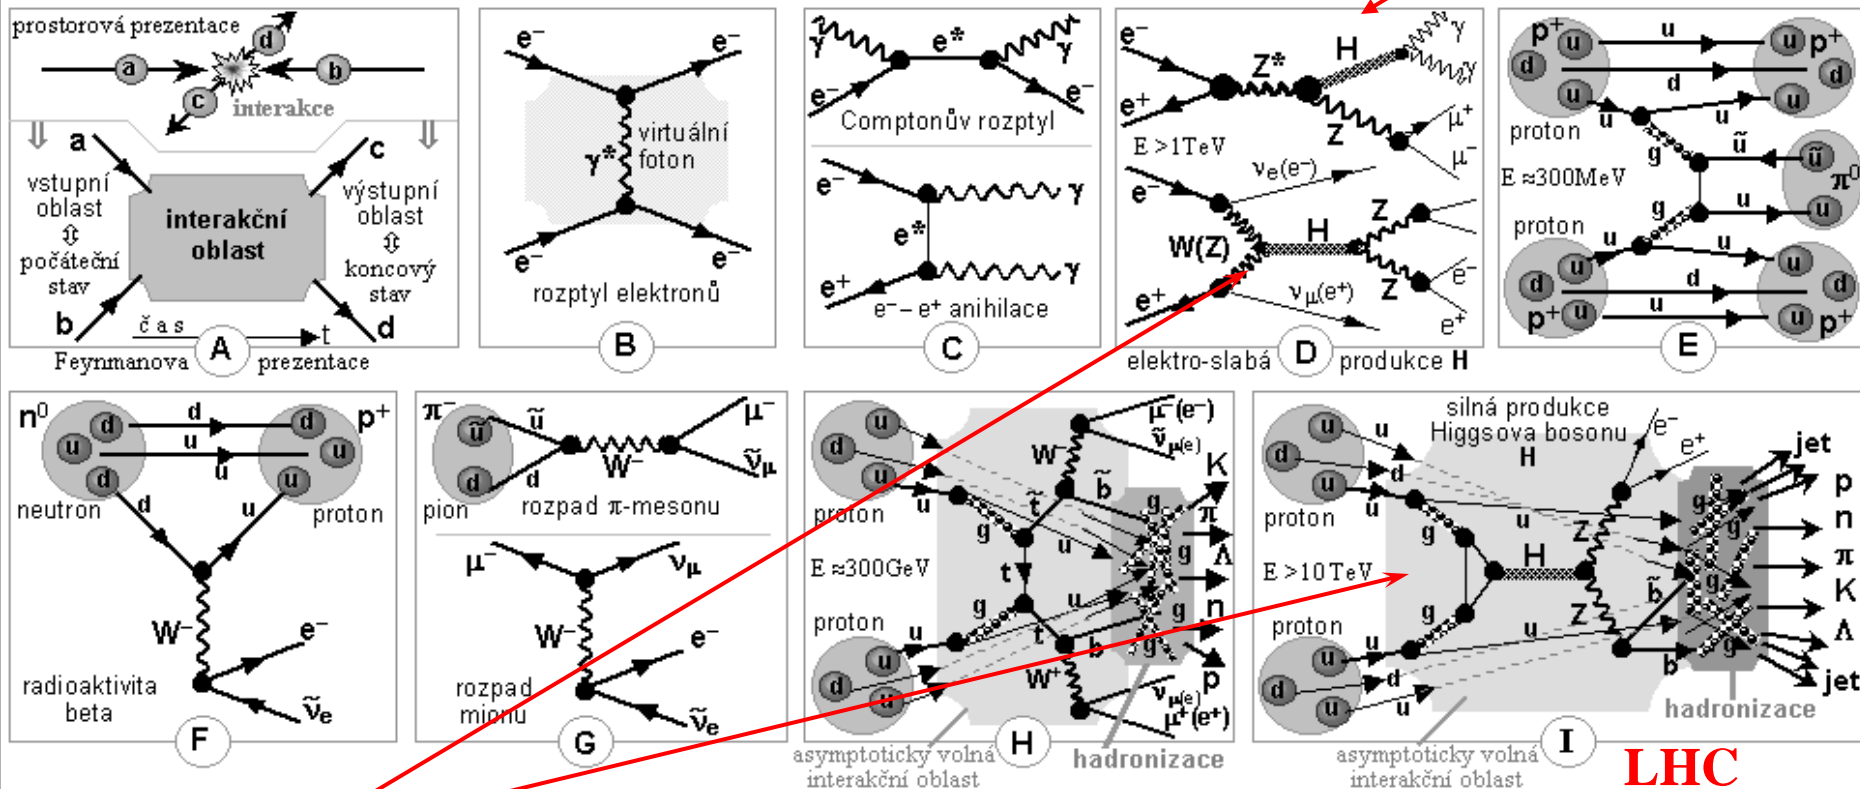 prostorová prezentace
d
a
b
c
interakce
a
c
vstupní
oblast
⇕
počáteční
stav
interakční
oblast
výstupní
oblast
⇕
koncový
stav
b
č a s
t
d
Feynmanova
A
prezentace
e⁻
e⁻
γ*
virtuální
foton
e⁻
e⁻
rozptyl elektronů
B
γ
e*
γ
e⁻
e⁻
Comptonův rozptyl
e⁻
γ
e*
e⁺
γ
e⁻– e⁺ anihilace
C
e⁻
Z*
H
γ
γ
e⁺
Z
μ⁺
μ⁻
E >1TeV
νe(e⁻)
e⁻
W(Z)
H
Z
Z
e⁻
e⁺
νμ(e⁺)
e⁺
elektro-slabá
D
produkce H
p⁺
u
u
u
p⁺
d
d
d
u
u
u
u
proton
g
ũ
ũ
E ≈300MeV
π⁰
g
u
u
proton
u
u
u
u
d
d
d
p⁺
u
u
u
p⁺
E
n⁰
d
d
d
p⁺
u
u
u
u
d
u
neutron
d
u
proton
W⁻
e⁻
ν̃e
radioaktivita
beta
F
π⁻
ũ
ũ
μ⁻
W⁻
d
d
ν̃μ
pion
rozpad π-mesonu
μ⁻
νμ
W⁻
e⁻
rozpad
mionu
ν̃e
G
u
d
u
proton
u
g
t̃
W⁻
μ⁻(e⁻)
ν̃μ(e)
b̃
g
K
π
Λ
n
p
E ≈300GeV
t
u
u
g
g
g
g
proton
u
g
t
b
W⁺
u
d
u
νμ(e)
μ⁺(e⁺)
asymptoticky volná
interakční oblast
H
hadronizace
silná produkce
Higgsova bosonu
H
e⁻
e⁺
u
d
u
u
d
u
proton
u
g
g
H
Z
Z
E >10TeV
b̃
b
g
g
g
g
jet
p
n
π
K
Λ
jet
proton
u
u
u
d
d
u
u
hadronizace
asymptoticky volná
interakční oblast
I
LHC